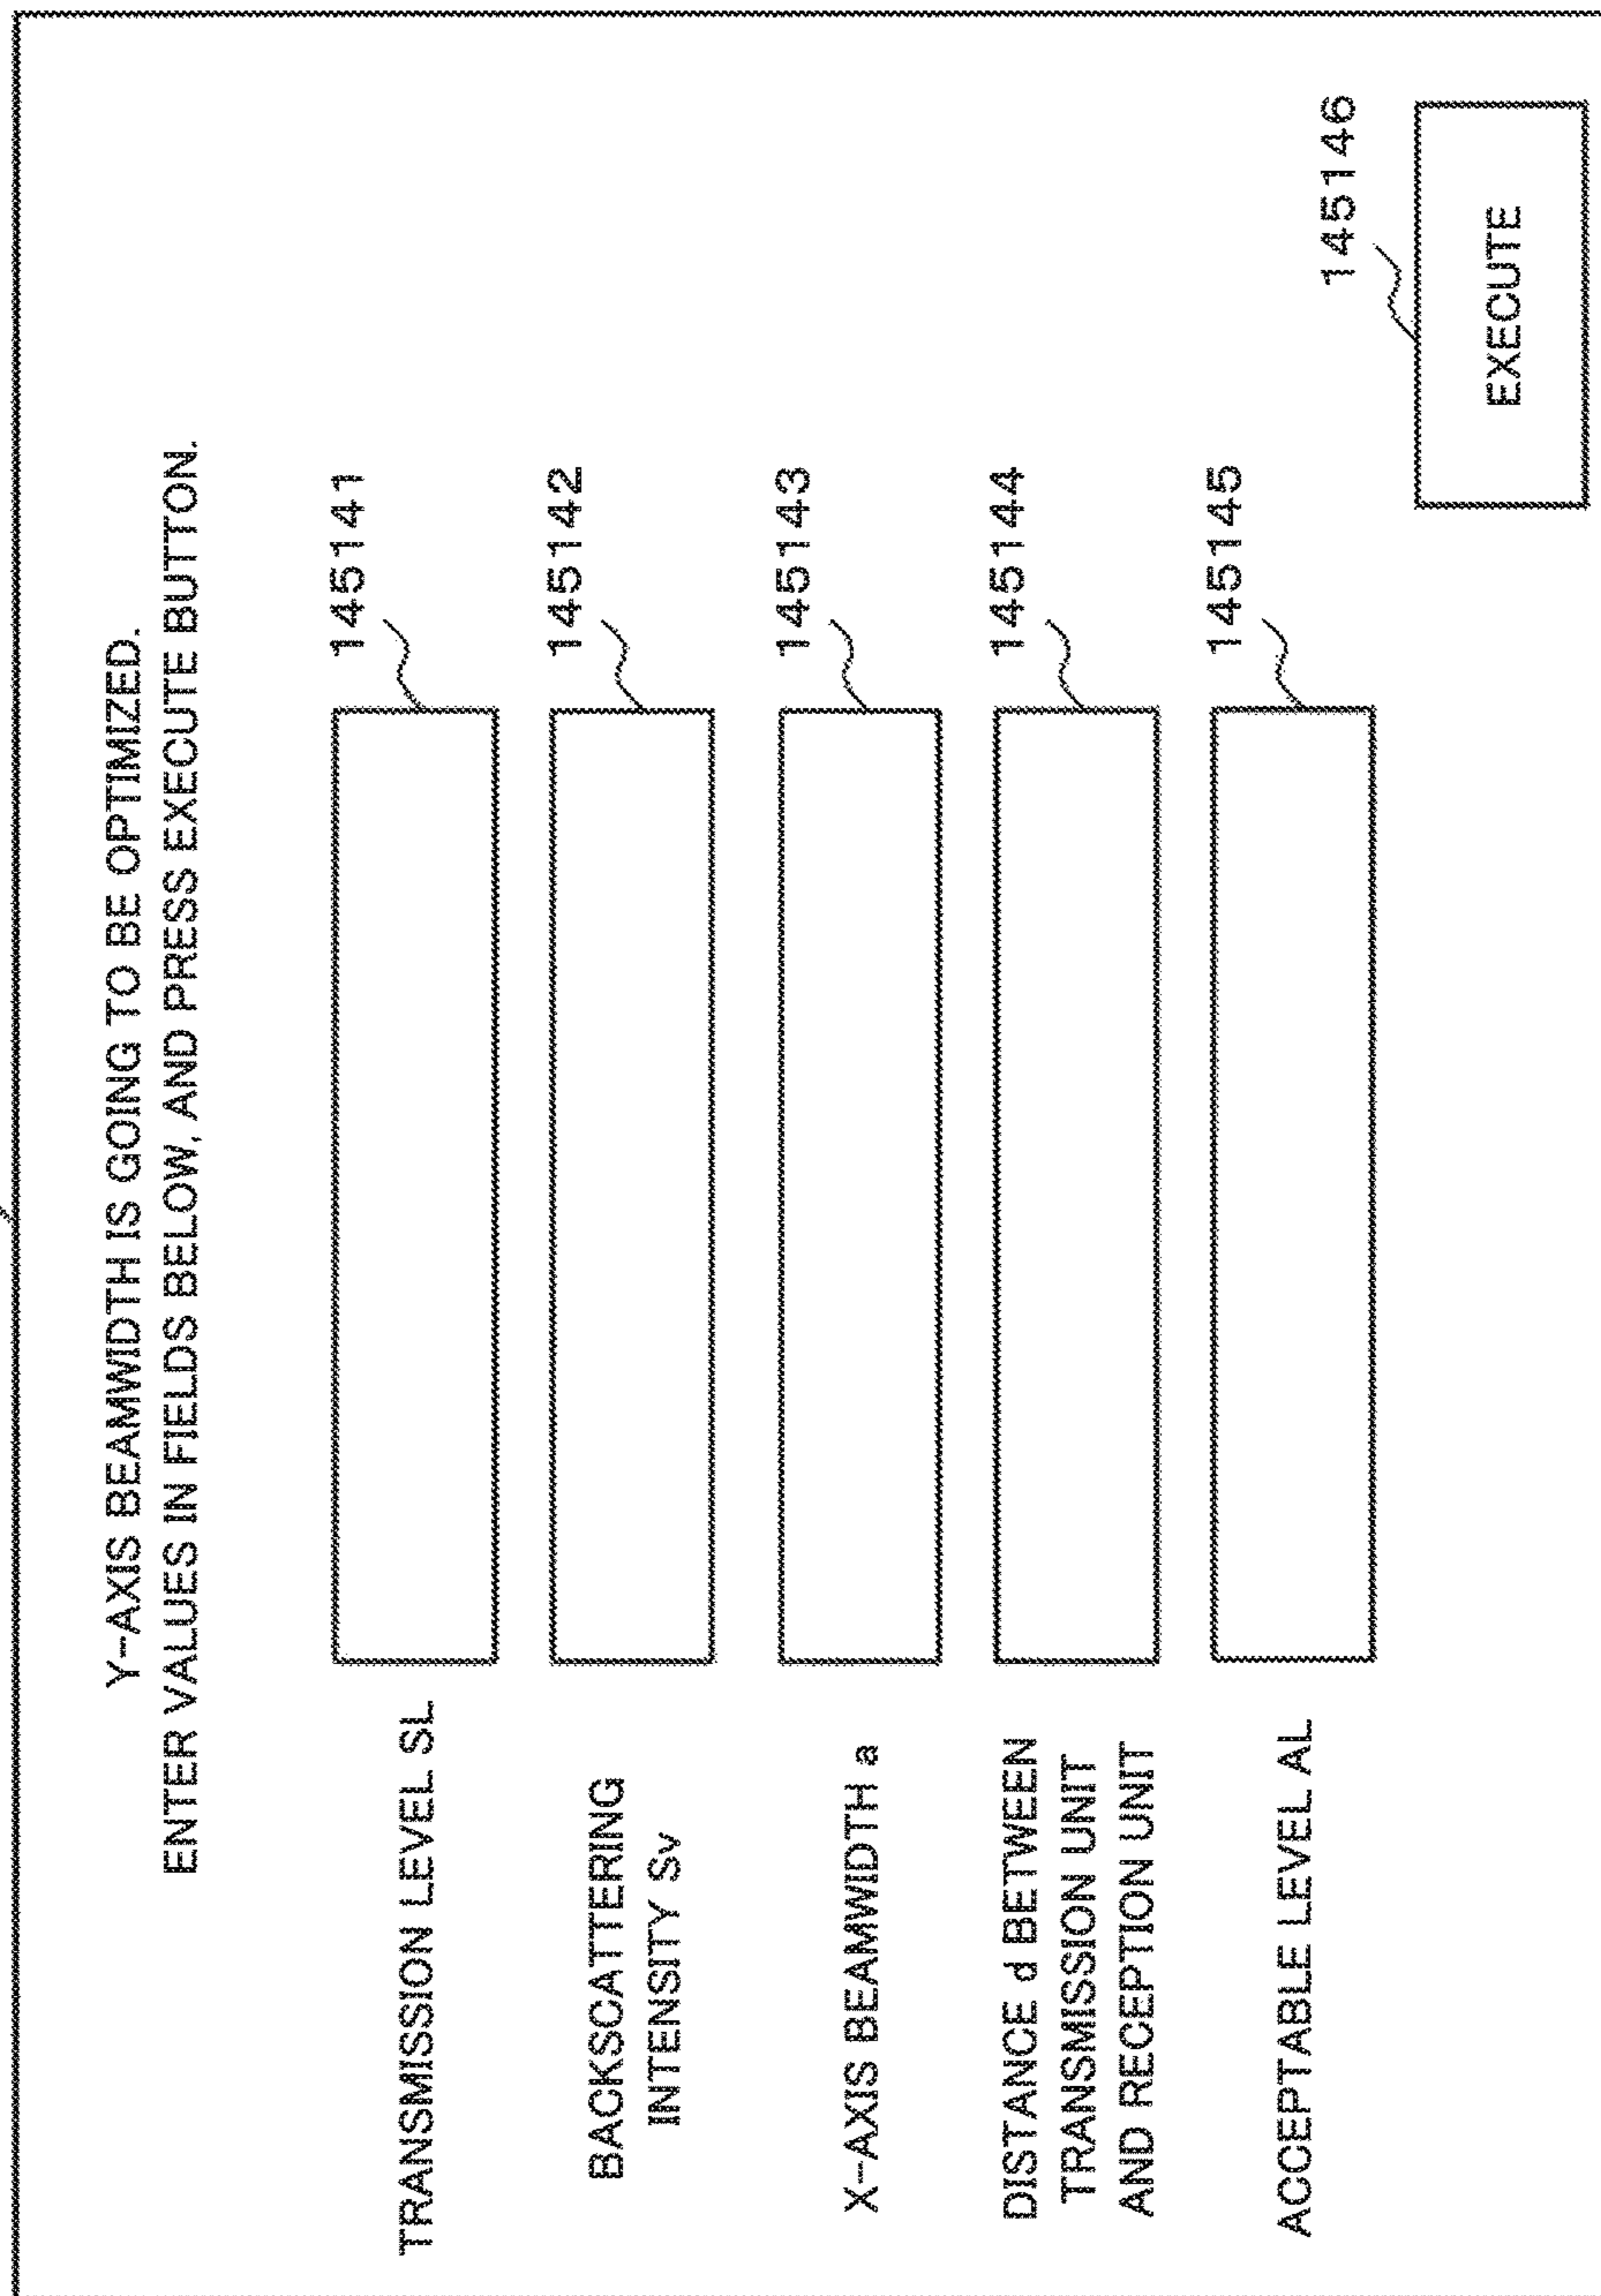 Y-AXIS BEAMWIDTH IS GOING TO BE OPTIMIZED.
ENTER VALUES IN FIELDS BELOW, AND PRESS EXECUTE BUTTON.
TRANSMISSION LEVEL SL
145141
BACKSCATTERING
INTENSITY Sv
145142
X-AXIS BEAMWIDTH a
145143
DISTANCE d BETWEEN
TRANSMISSION UNIT
AND RECEPTION UNIT
145144
ACCEPTABLE LEVEL AL
145145
145146
EXECUTE